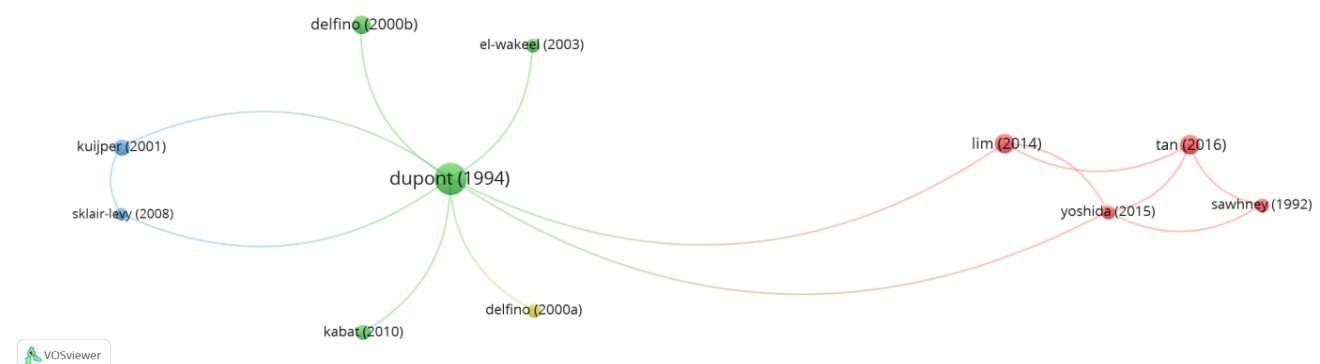 delfino (2000b)
el-wakeel (2003)
kuijper (2001)
lim (2014)
tan (2016)
dupont (1994)
sklair-levy (2008)
yoshida (2015)
sawhney (1992)
delfino (2000a)
kabat (2010)
VOSviewer